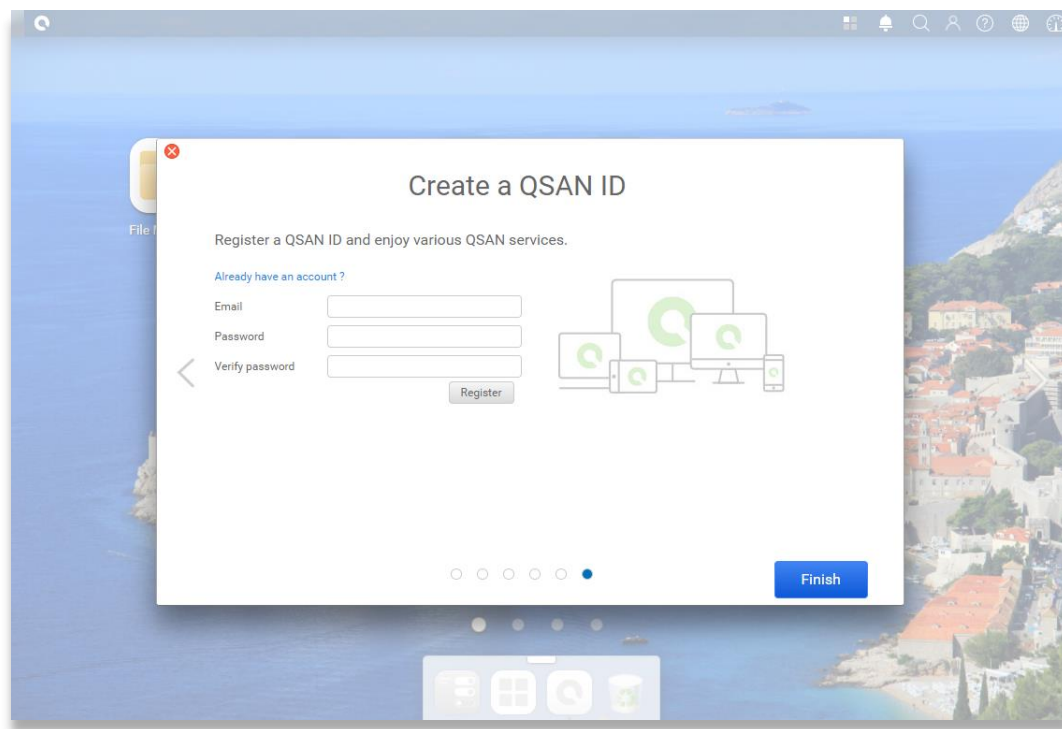 Create a QSAN ID
File
Register a QSAN ID and enjoy various QSAN services.
Already have an account ?
Email
Password
Verify password
Register
Finish